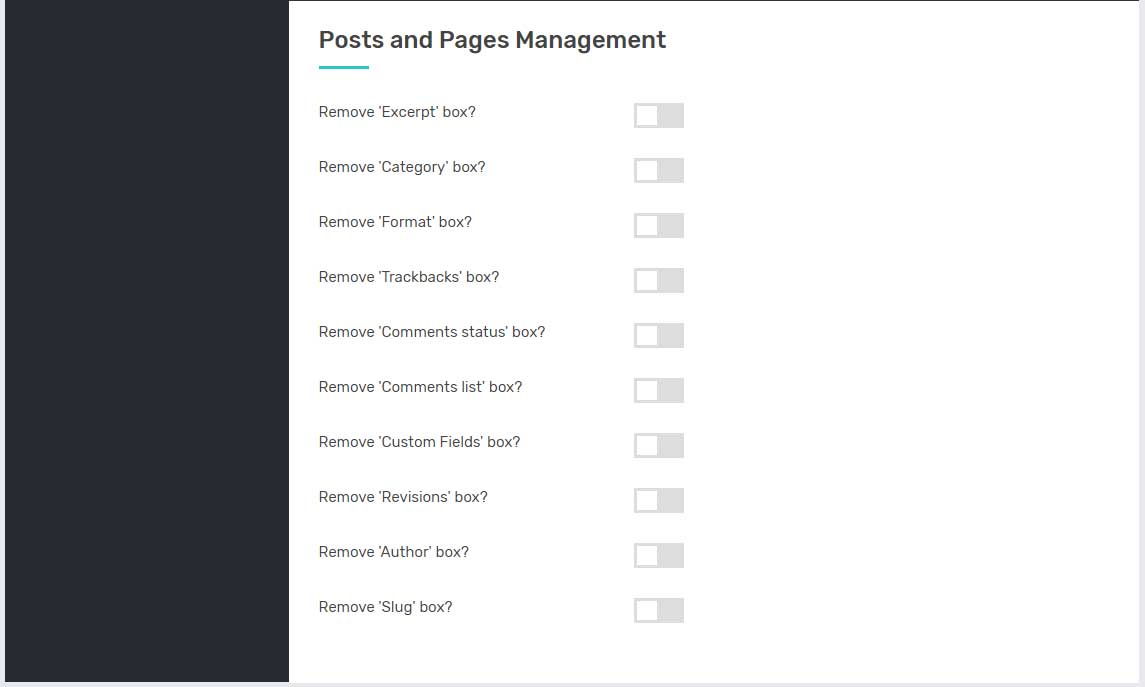 Posts and Pages Management
Remove 'Excerpt' box?
Remove 'Category' box?
Remove 'Format' box?
Remove 'Trackbacks' box?
Remove 'Comments status' box?
Remove 'Comments list' box?
Remove 'Custom Fields' box?
Remove 'Revisions' box?
Remove 'Author' box?
Remove 'Slug' box?